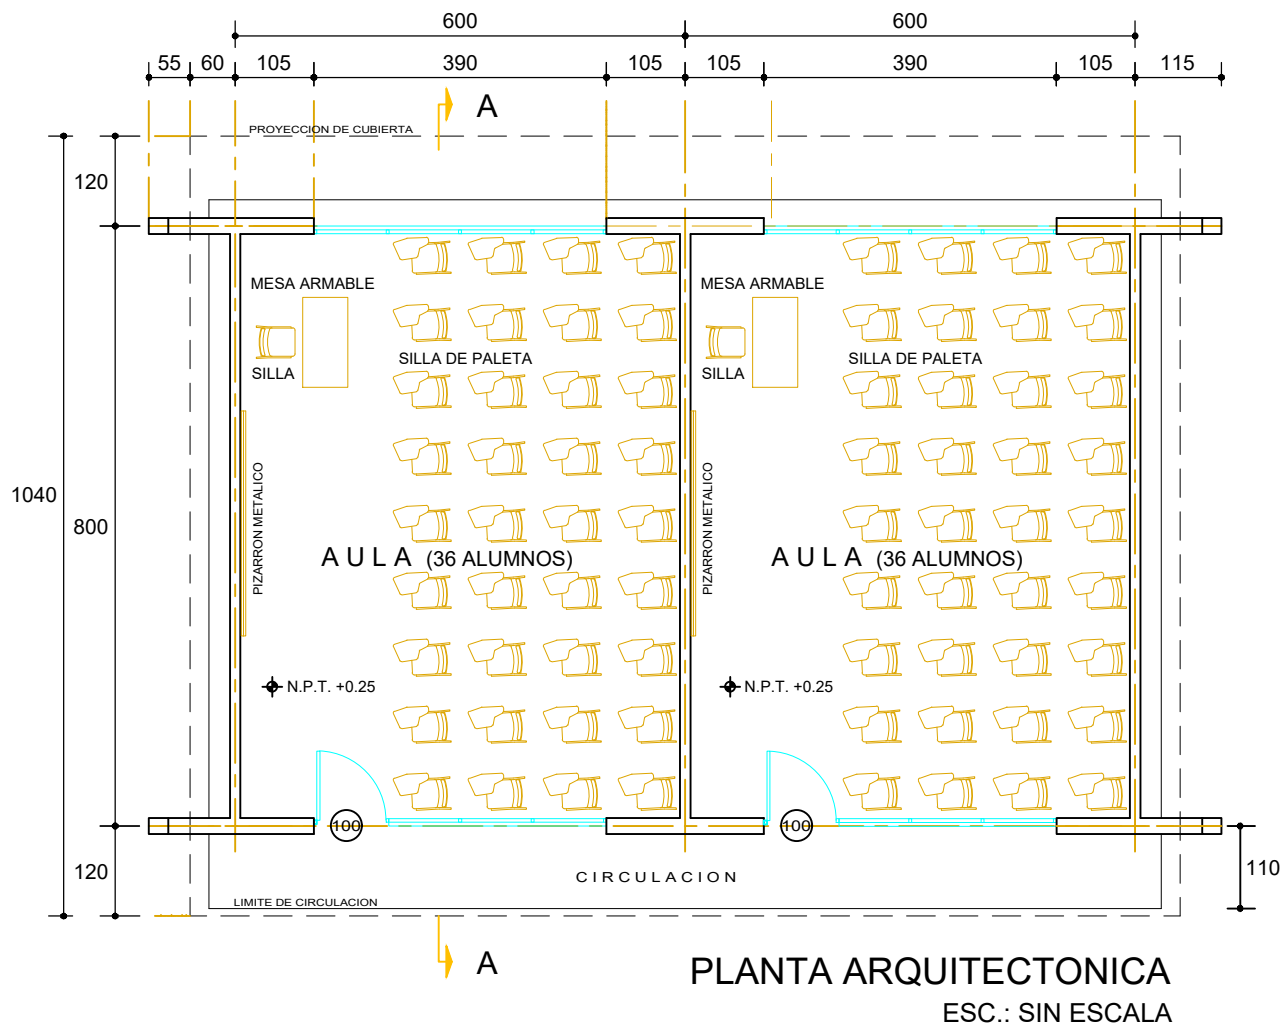 600 600
55 60 105 390 105 105 390 105 115
A
PROYECCION DE CUBIERTA
120
MESA ARMABLE MESA ARMABLE
SILLA DE PALETA SILLA DE PALETA
SILLA SILLA
PIZARRON METALICO PIZARRON METALICO
1040
800
A U L A (36 ALUMNOS) A U L A (36 ALUMNOS)
N.P.T. +0.25 N.P.T. +0.25
100 100
120
CIRCULACION
110
LIMITE DE CIRCULACION
A
PLANTA ARQUITECTONICA
ESC.: SIN ESCALA